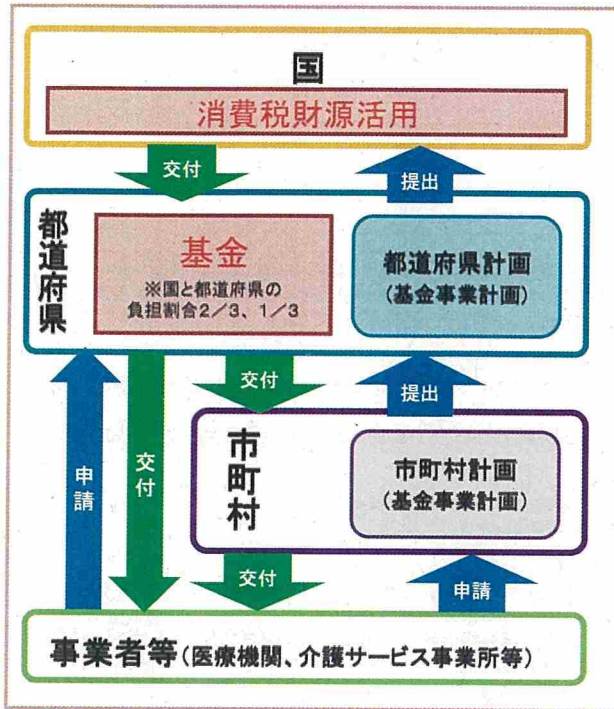 国
消費税財源活用
交付
提出
都道府県
基金
※国と都道府県の
負担割合2／3、1／3
都道府県計画
(基金事業計画)
交付
提出
申請
交付
市町村
市町村計画
(基金事業計画)
交付
申請
事業者等(医療機関、介護サービス事業所等)